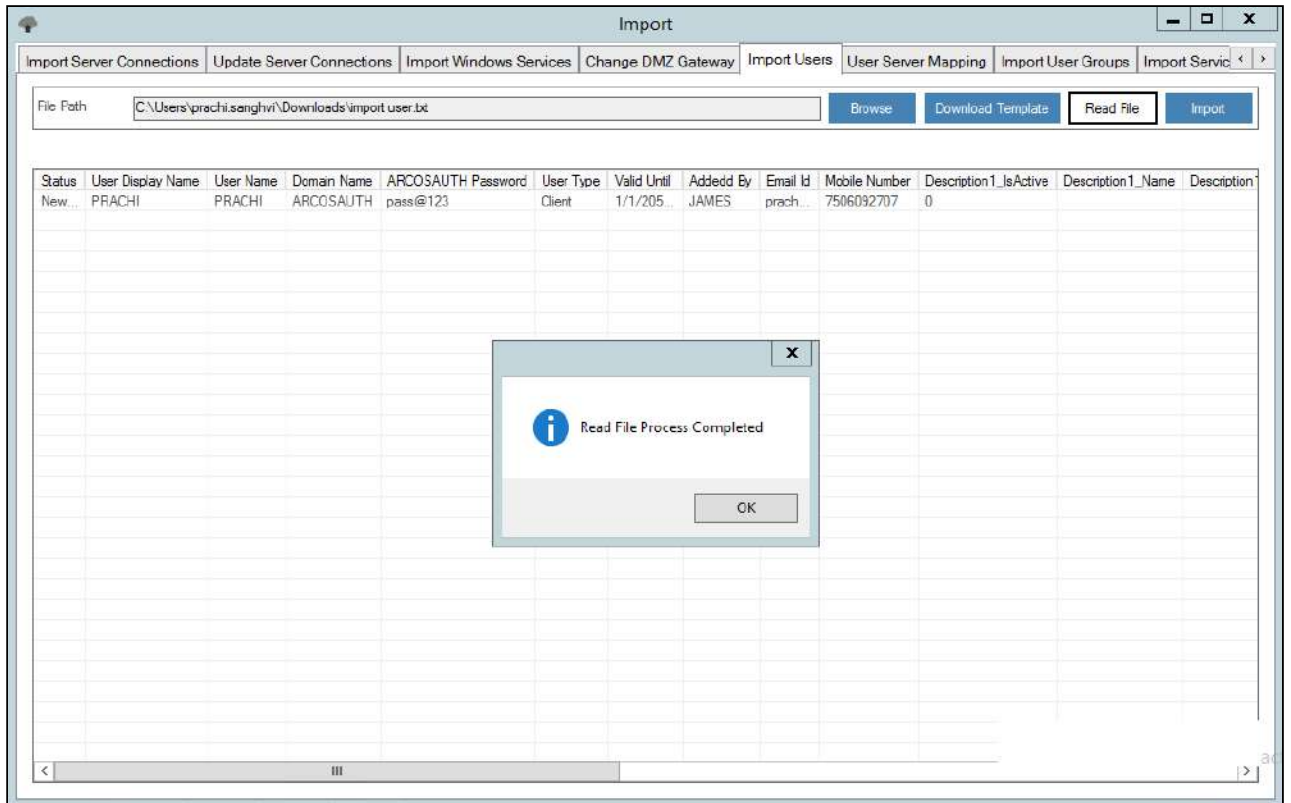 Import
Import Server Connections Update Server Connections Import Windows Services Change DMZ Gateway Import Users User Server Mapping Import User Groups Import Servic
File Path C:\Users\prachi.sanghvi\Downloads\import user.txt Browse Download Template Read File Import
Status User Display Name User Name Domain Name ARCOSAUTH Password User Type Valid Until Addedd By Email Id Mobile Number Description1_IsActive Description1_Name Description
New... PRACHI PRACHI ARCOSAUTH pass@123 Client 1/1/205... JAMES prach... 7506092707 0
X
Read File Process Completed
OK